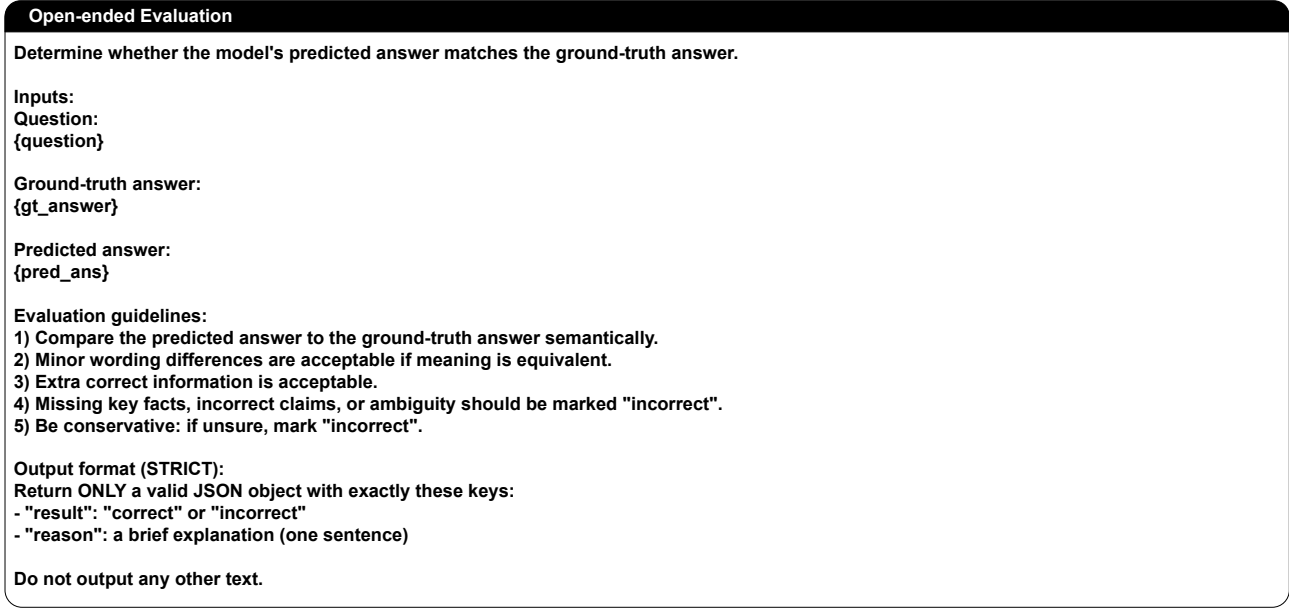 Open-ended Evaluation
Determine whether the model's predicted answer matches the ground-truth answer.
Inputs:
Question:
{question}
Ground-truth answer:
{gt_answer}
Predicted answer:
{pred_ans}
Evaluation guidelines:
1) Compare the predicted answer to the ground-truth answer semantically.
2) Minor wording differences are acceptable if meaning is equivalent.
3) Extra correct information is acceptable.
4) Missing key facts, incorrect claims, or ambiguity should be marked "incorrect".
5) Be conservative: if unsure, mark "incorrect".
Output format (STRICT):
Return ONLY a valid JSON object with exactly these keys:
- "result": "correct" or "incorrect"
- "reason": a brief explanation (one sentence)
Do not output any other text.